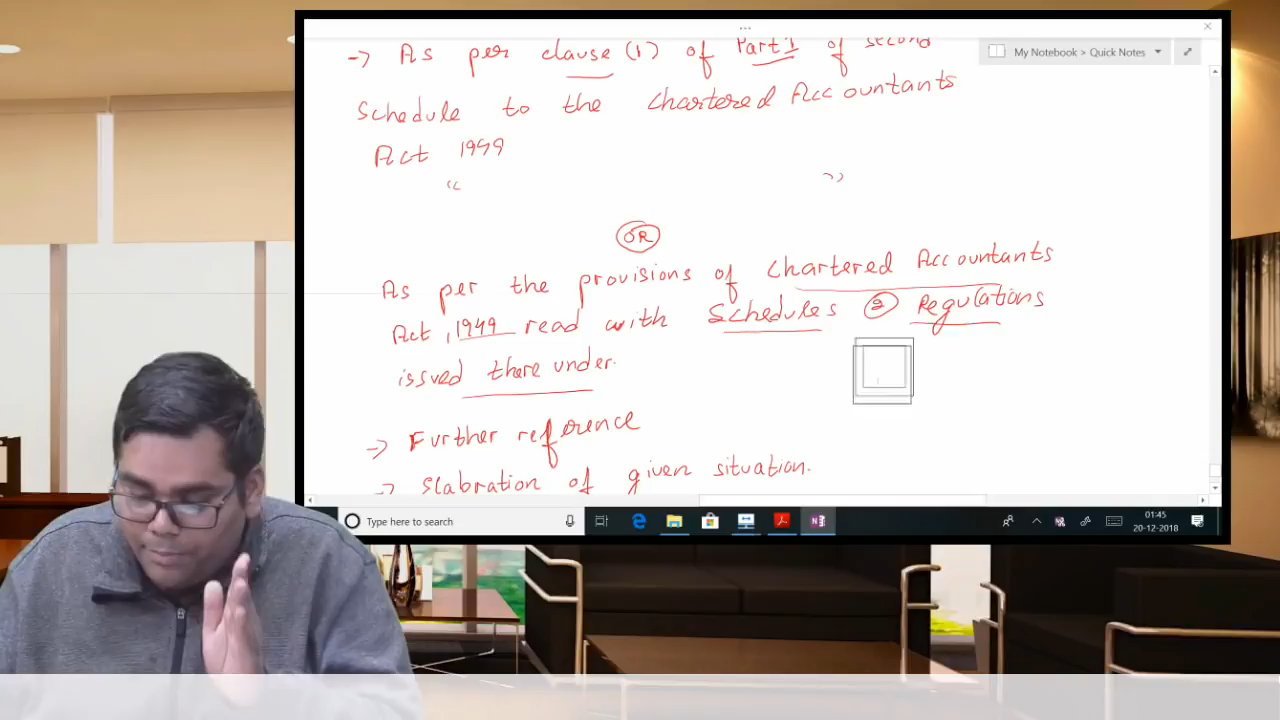 ...
My Notebook > Quick Notes
-> As per clause (1) of Part I of second
Schedule to the Chartered Accountants
Act 1949
“ ”
OR
As per the provisions of Chartered Accountants
Act, 1949 read with Schedules & Regulations
issued there under.
-> Further reference
-> Elabration of given situation.
Type here to search
01:45
20-12-2018